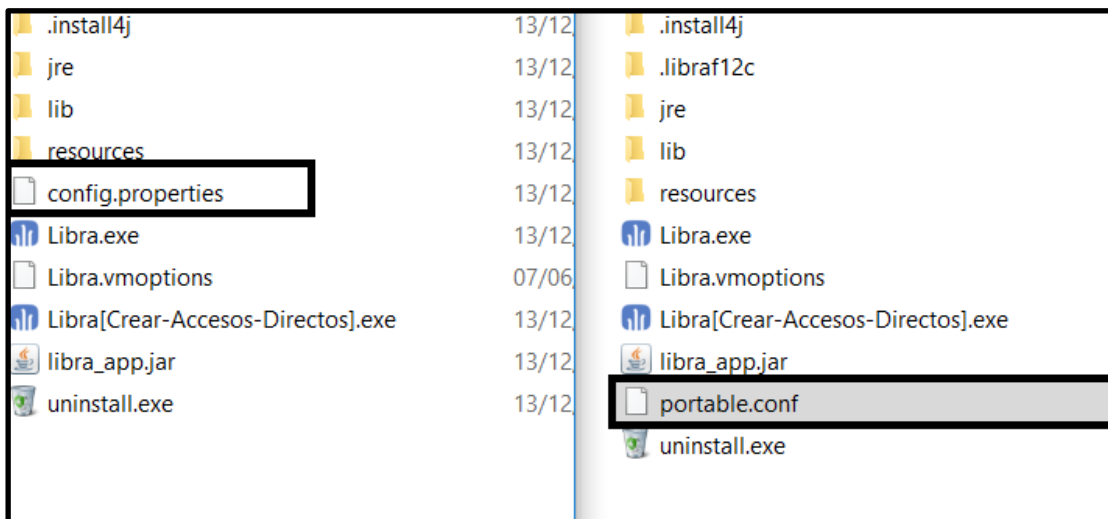 .install4j 13/12/
jre 13/12/
lib 13/12/
resources 13/12/
config.properties 13/12/
Libra.exe 13/12/
Libra.vmoptions 07/06/
Libra[Crear-Accesos-Directos].exe 13/12/
libra_app.jar 13/12/
uninstall.exe 13/12/
.install4j
.libraf12c
jre
lib
resources
Libra.exe
Libra.vmoptions
Libra[Crear-Accesos-Directos].exe
libra_app.jar
portable.conf
uninstall.exe